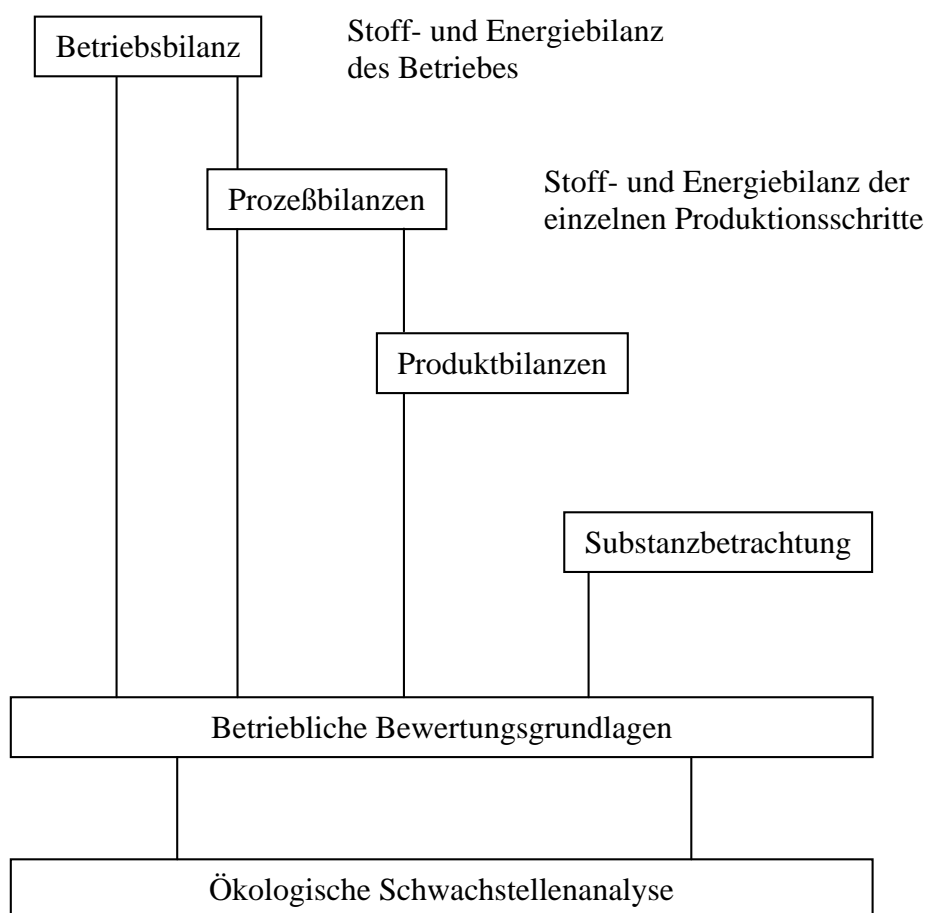 Betriebsbilanz
Stoff- und Energiebilanz
des Betriebes
Prozeßbilanzen
Stoff- und Energiebilanz der
einzelnen Produktionsschritte
Produktbilanzen
Substanzbetrachtung
Betriebliche Bewertungsgrundlagen
Ökologische Schwachstellenanalyse